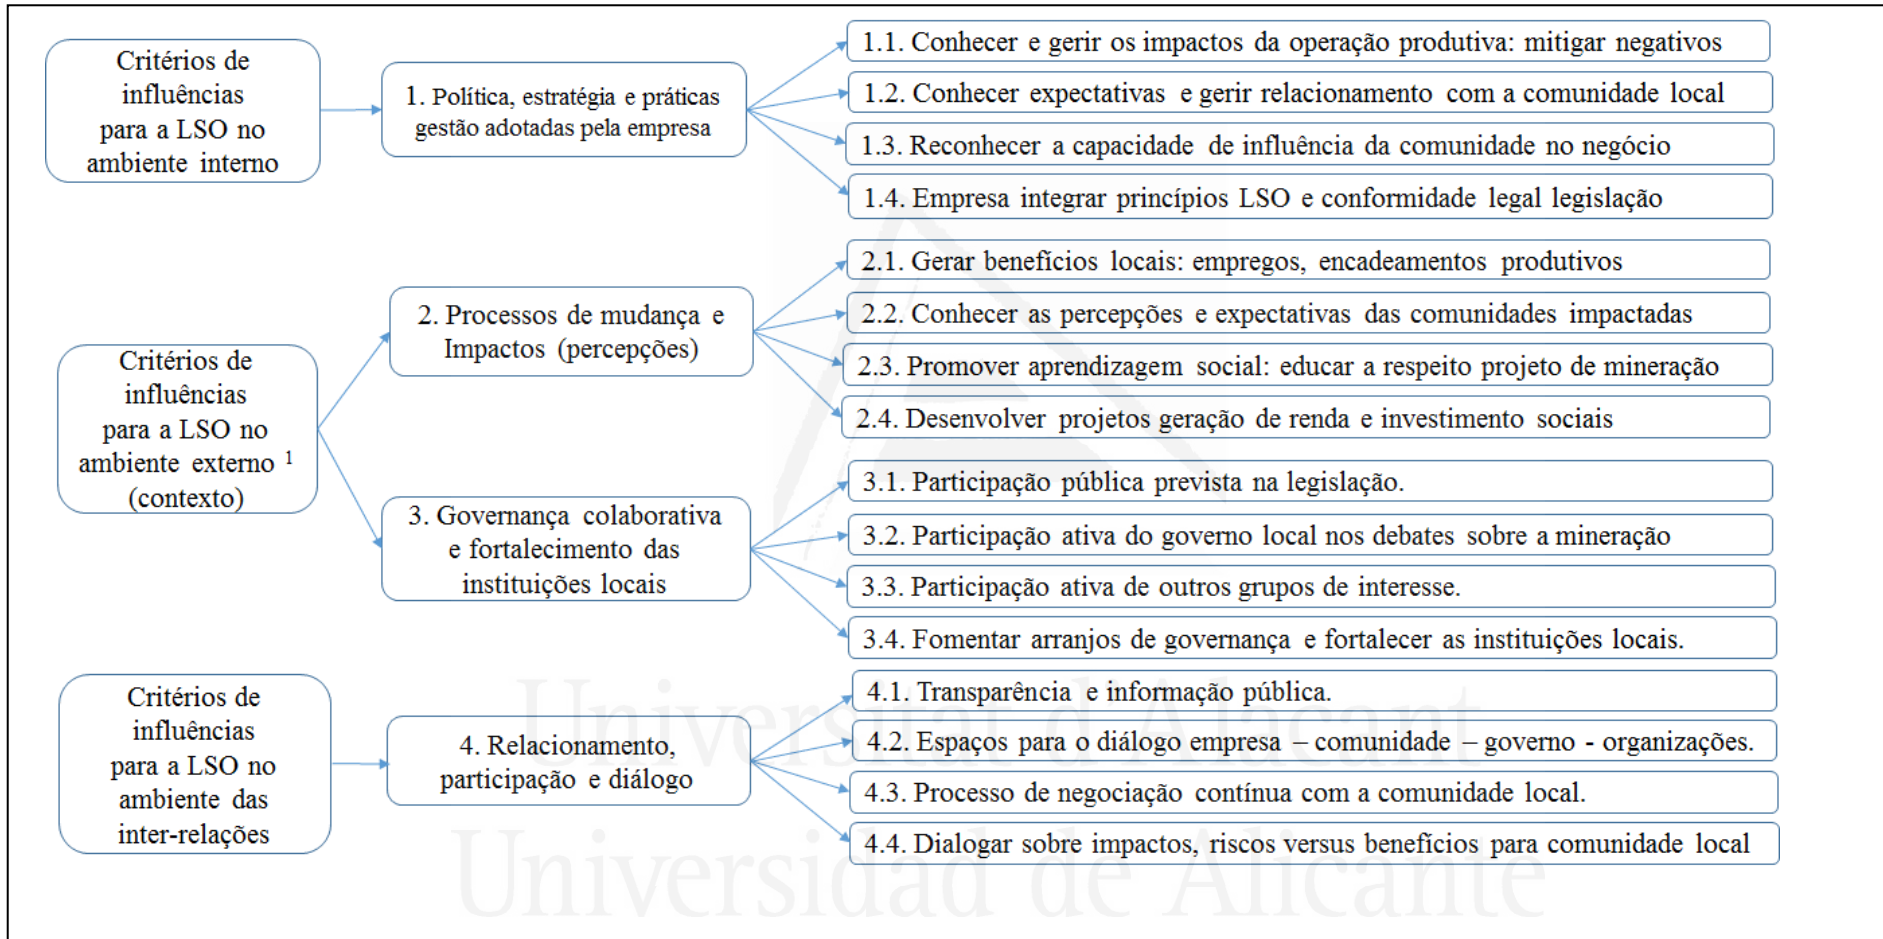 Critérios de
influências
para a LSO no
ambiente interno
1. Política, estratégia e práticas
gestão adotadas pela empresa
1.1. Conhecer e gerir os impactos da operação produtiva: mitigar negativos
1.2. Conhecer expectativas e gerir relacionamento com a comunidade local
1.3. Reconhecer a capacidade de influência da comunidade no negócio
1.4. Empresa integrar princípios LSO e conformidade legal legislação
Critérios de
influências
para a LSO no
ambiente externo 1
(contexto)
2. Processos de mudança e
Impactos (percepções)
2.1. Gerar benefícios locais: empregos, encadeamentos produtivos
2.2. Conhecer as percepções e expectativas das comunidades impactadas
2.3. Promover aprendizagem social: educar a respeito projeto de mineração
2.4. Desenvolver projetos geração de renda e investimento sociais
3. Governança colaborativa
e fortalecimento das
instituições locais
3.1. Participação pública prevista na legislação.
3.2. Participação ativa do governo local nos debates sobre a mineração
3.3. Participação ativa de outros grupos de interesse.
3.4. Fomentar arranjos de governança e fortalecer as instituições locais.
Critérios de
influências
para a LSO no
ambiente das
inter-relações
4. Relacionamento,
participação e diálogo
4.1. Transparência e informação pública.
4.2. Espaços para o diálogo empresa – comunidade – governo - organizações.
4.3. Processo de negociação contínua com a comunidade local.
4.4. Dialogar sobre impactos, riscos versus benefícios para comunidade local
Universitat d'Alacant
Universidad de Alicante